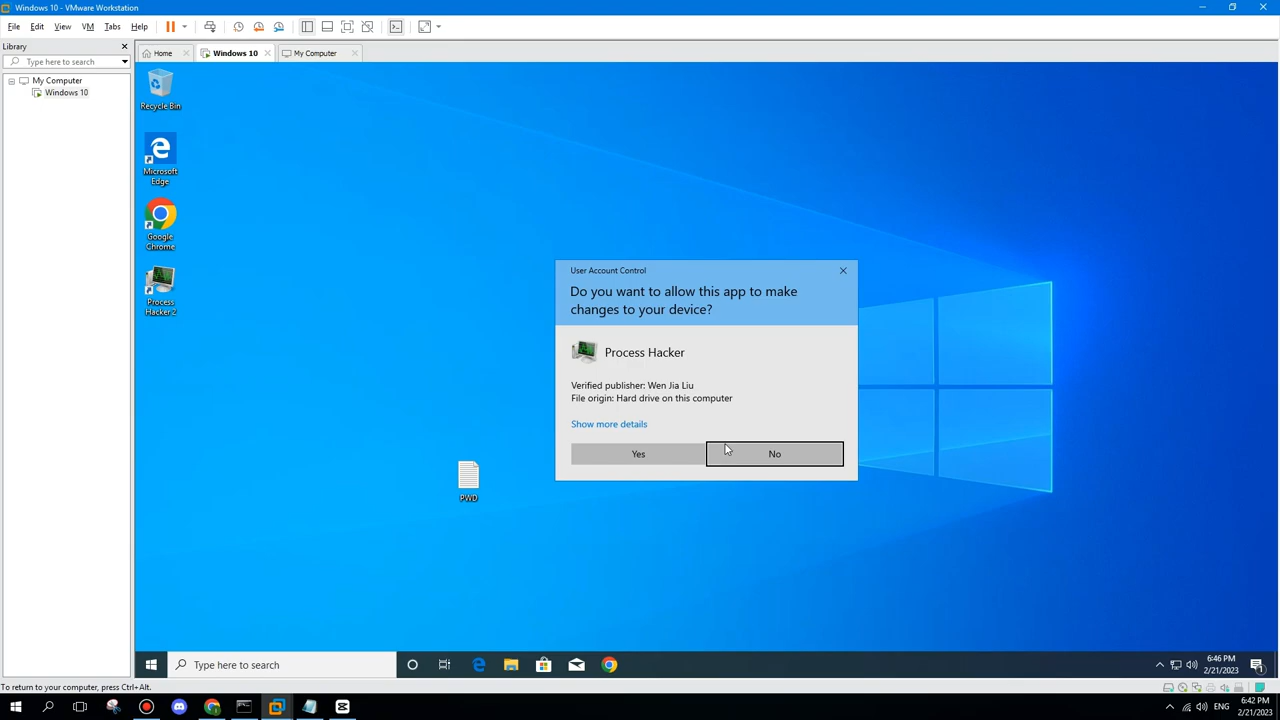 Windows 10 - VMware Workstation
File Edit View VM Tabs Help
Library
Type here to search
My Computer
Windows 10
Home
Windows 10
My Computer
Recycle Bin
Microsoft
Edge
Google
Chrome
Process
Hacker 2
PWD
User Account Control
Do you want to allow this app to make
changes to your device?
Process Hacker
Verified publisher: Wen Jia Liu
File origin: Hard drive on this computer
Show more details
Yes
No
Type here to search
6:46 PM
2/21/2023
To return to your computer, press Ctrl+Alt.
ENG
6:42 PM
2/21/2023